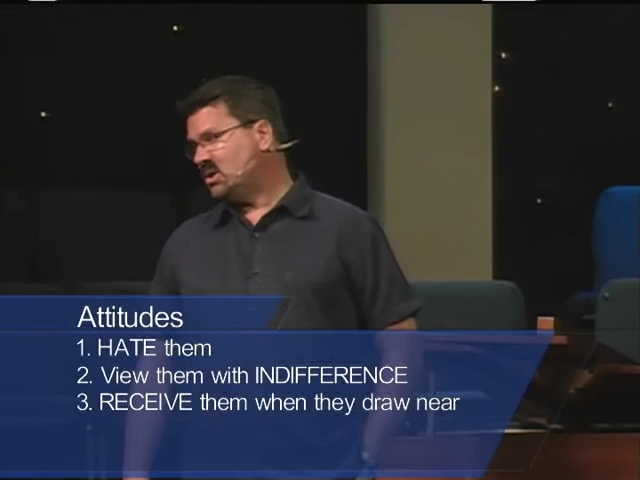 Attitudes
1. HATE them
2. View them with INDIFFERENCE
3. RECEIVE them when they draw near